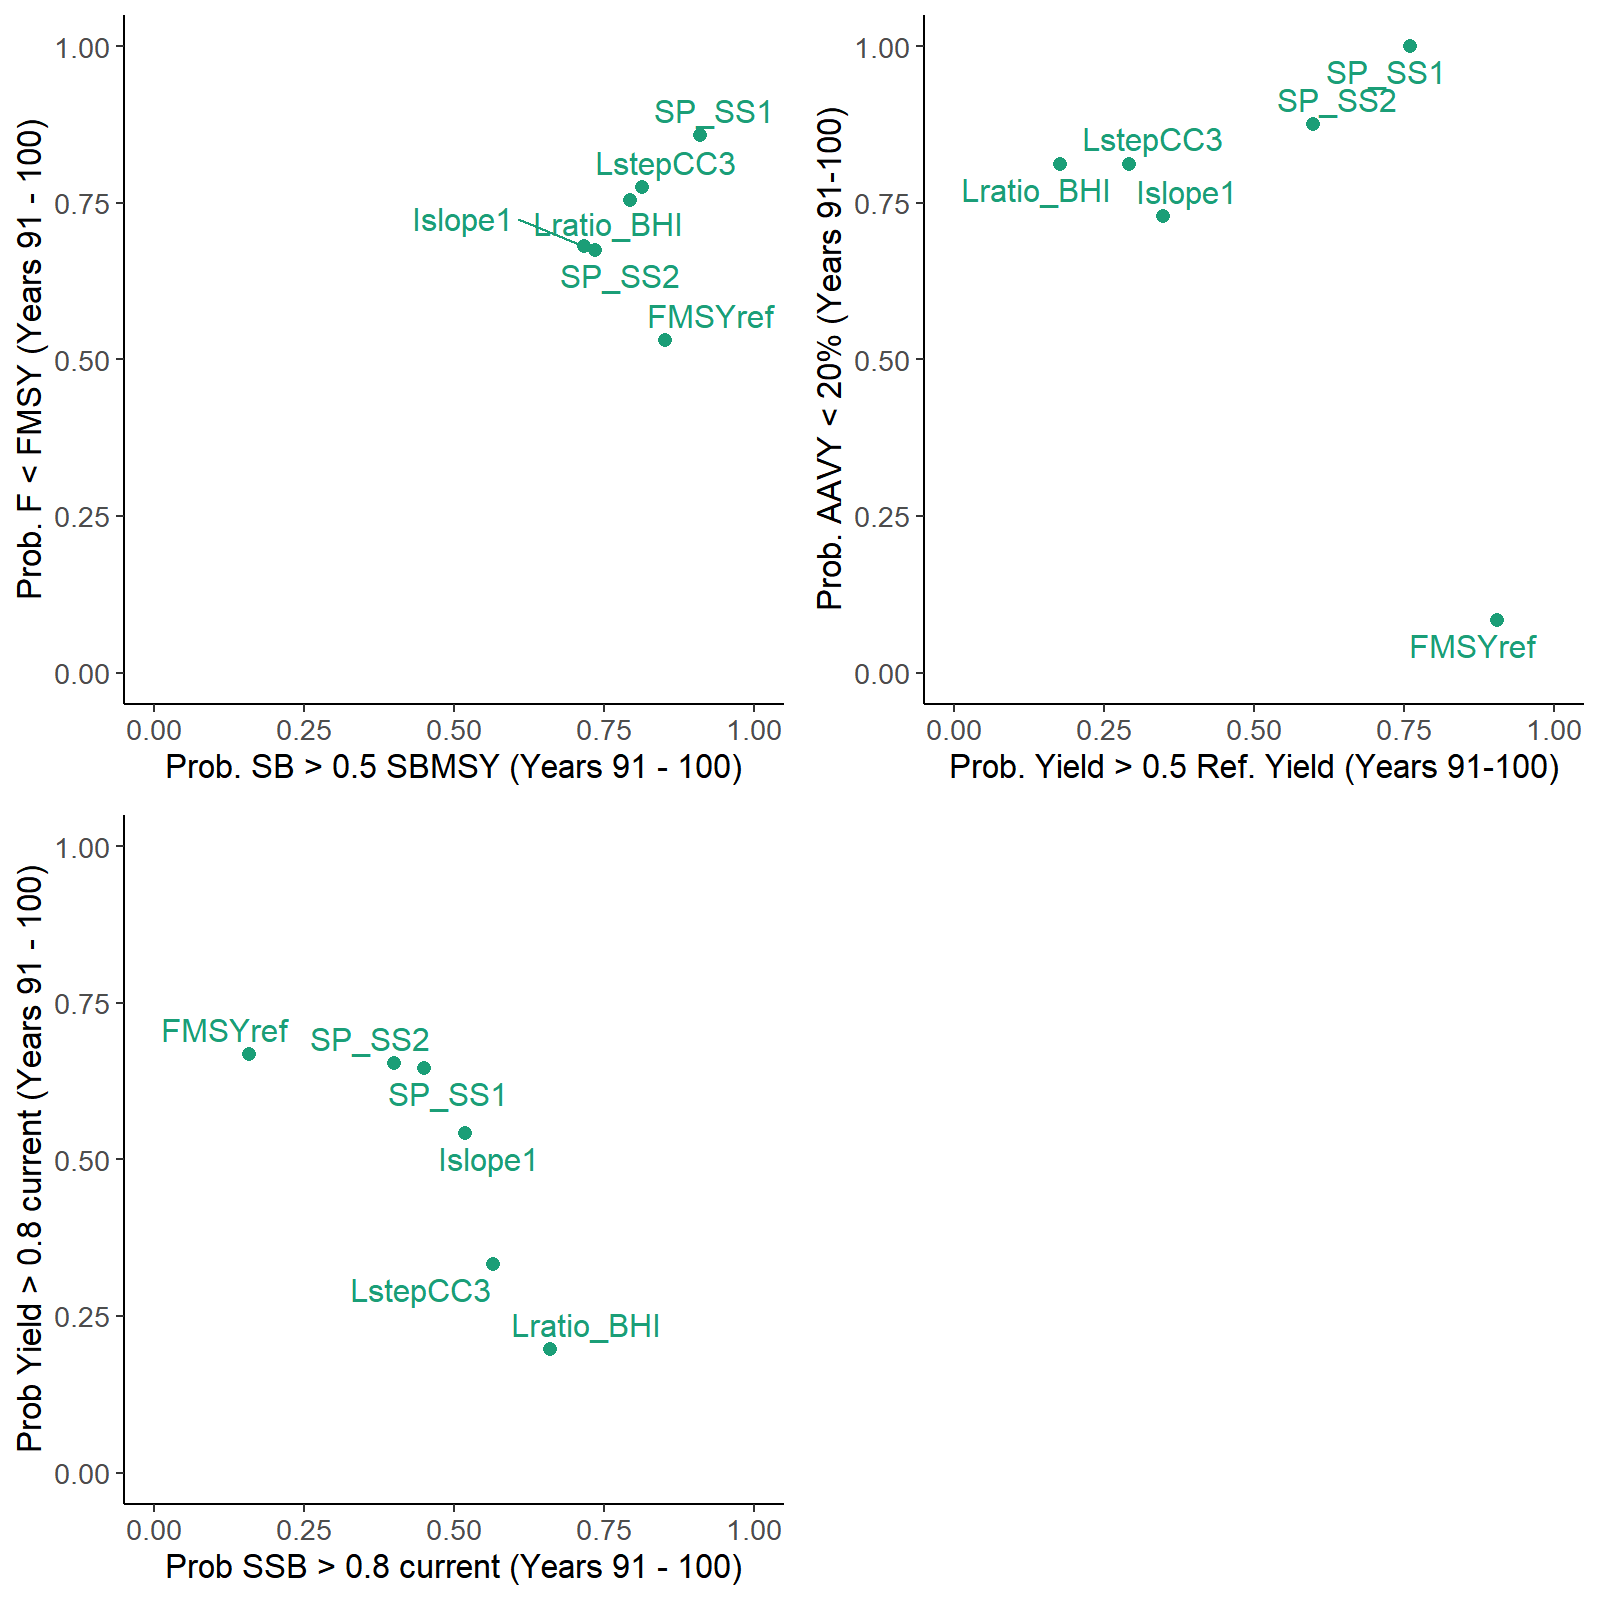 Prob. F < FMSY (Years 91 - 100)
1.00
0.75
0.50
0.25
0.00
SP_SS1
LstepCC3
Islope1
Lratio_BHI
SP_SS2
FMSYref
0.00 0.25 0.50 0.75 1.00
Prob. SB > 0.5 SBMSY (Years 91 - 100)
Prob. AAVY < 20% (Years 91-100)
1.00
0.75
0.50
0.25
0.00
SP_SS1
SP_SS2
LstepCC3
Lratio_BHI
Islope1
FMSYref
0.00 0.25 0.50 0.75 1.00
Prob. Yield > 0.5 Ref. Yield (Years 91-100)
Prob Yield > 0.8 current (Years 91 - 100)
1.00
0.75
0.50
0.25
0.00
FMSYref
SP_SS2
SP_SS1
Islope1
LstepCC3
Lratio_BHI
0.00 0.25 0.50 0.75 1.00
Prob SSB > 0.8 current (Years 91 - 100)